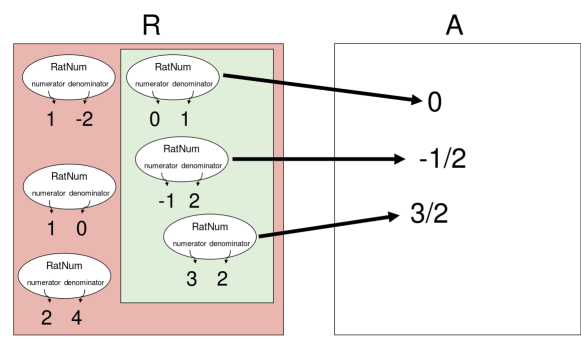 R
A
RatNum
numerator denominator
1 -2
RatNum
numerator denominator
0 1
0
RatNum
numerator denominator
-1 2
-1/2
RatNum
numerator denominator
1 0
RatNum
numerator denominator
3 2
3/2
RatNum
numerator denominator
2 4